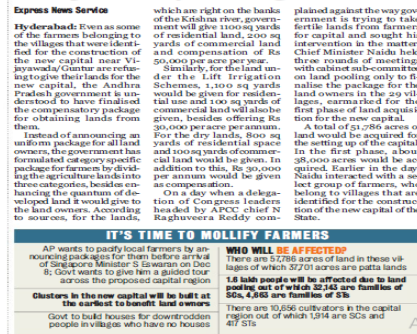 Express News Service
Hyderabad: Even as some
of the farmers belonging to
the villages that were identi-
fied for the construction of
the new capital near Vi-
jayawada/Guntur are refus-
ing to give their lands for the
new capital, the Andhra
Pradesh government is un-
derstood to have finalised
the compensatory package
for obtaining lands from
them.
Instead of announcing an
uniform package for all land
owners, the government has
formulated category specific
package for farmers by divid-
ing the agriculture lands into
three categories, besides en-
hancing the quantum of de-
veloped land it would give to
the land owners. According
to sources, for the lands,
which are right on the banks
of the Krishna river, govern-
ment will give 1100 sq yards
of residential land, 200 sq
yards of commercial land
and compensation of Rs
50,000 per acre per year.
Similarly, for the land un-
der the Lift Irrigation
Schemes, 1,100 sq yards
would be given for residen-
tial use and 100 sq yards of
commercial land will also be
given, besides offering Rs
30,000 per acre per annum.
For the dry lands, 800 sq
yards of residential space
and 100 sq yards of commer-
cial land would be given. In
addition to this, Rs 30,000
per annum would be given
as compensation.
On a day when a delega-
tion of Congress leaders
headed by APCC chief N
Raghuveera Reddy com-
plained against the way gov
ernment is trying to take
fertile lands from farmers
for capital and sought his
intervention in the matter
Chief Minister Naidu held
three rounds of meetings
with cabinet sub-committee
on land pooling only to fi
nalise the package for the
land owners in the 29 vil
lages, earmarked for the
first phase of land acquisi
tion for the new capital.
A total of 51,786 acres o
land would be acquired fo
the setting up of the capita
In the first phase, abou
38,000 acres would be ac
quired. Earlier in the day
Naidu interacted with a se
lect group of farmers, who
belong to villages that are
identified for the construc
tion of the new capital of the
State.
IT'S TIME TO MOLLIFY FARMERS
AP wants to pacify local farmers by an-
nouncing packages for them before arrival
of Singapore Minister S Eswaran on Dec
8; Govt wants to give him a guided tour
across the proposed capital region
Clusters in the new capital will be built at
the earliest to benefit land owners
Govt to build houses for downtrodden
people in villages who have no houses
WHO WILL BE AFFECTED?
There are 57,786 acres of land in these vil-
lages of which 37,701 acres are patta lands
1.6 lakh people will be affected due to land
pooling out of which 32,143 are families of
SCs, 4,663 are families of STs
There are 10,656 cultivators in the capital
region out of which 1,914 are SCs and
417 STs